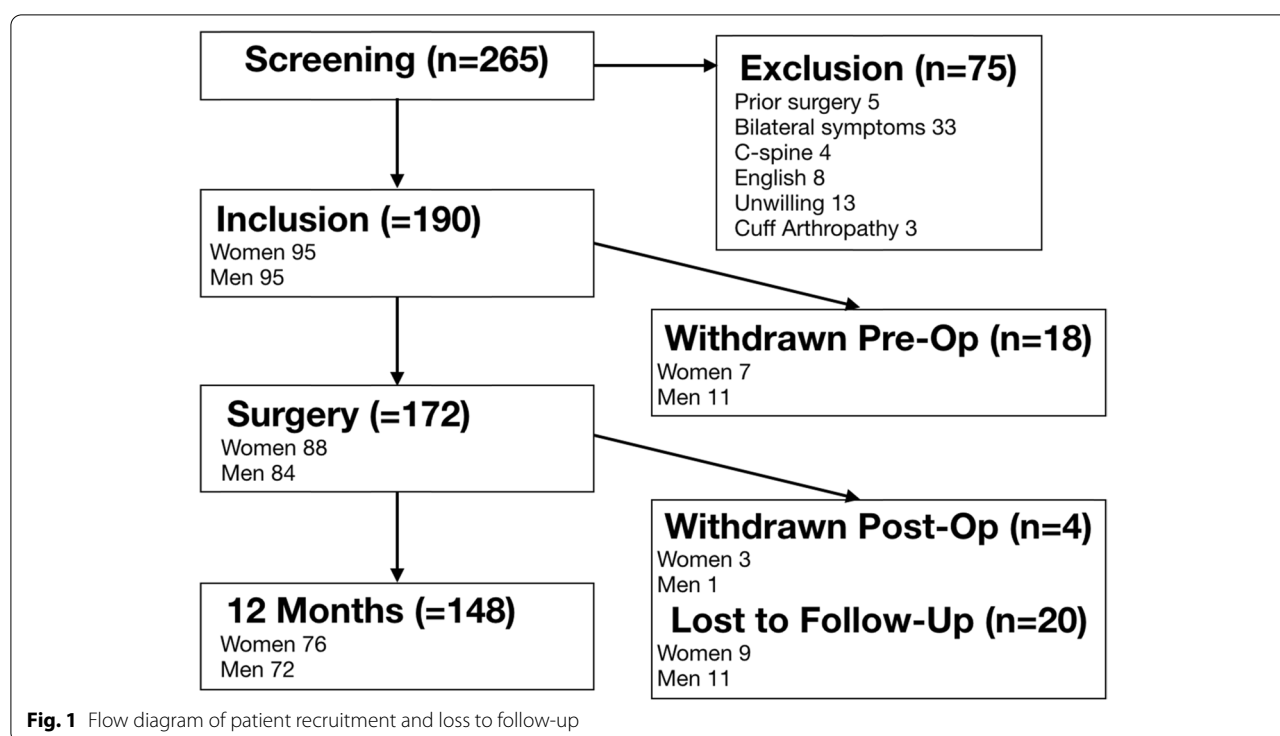 Screening (n=265)
Exclusion (n=75)
Prior surgery 5
Bilateral symptoms 33
C-spine 4
English 8
Unwilling 13
Cuff Arthropathy 3
Inclusion (=190)
Women 95
Men 95
Withdrawn Pre-Op (n=18)
Women 7
Men 11
Surgery (=172)
Women 88
Men 84
Withdrawn Post-Op (n=4)
Women 3
Men 1
Lost to Follow-Up (n=20)
Women 9
Men 11
12 Months (=148)
Women 76
Men 72
Fig. 1 Flow diagram of patient recruitment and loss to follow-up